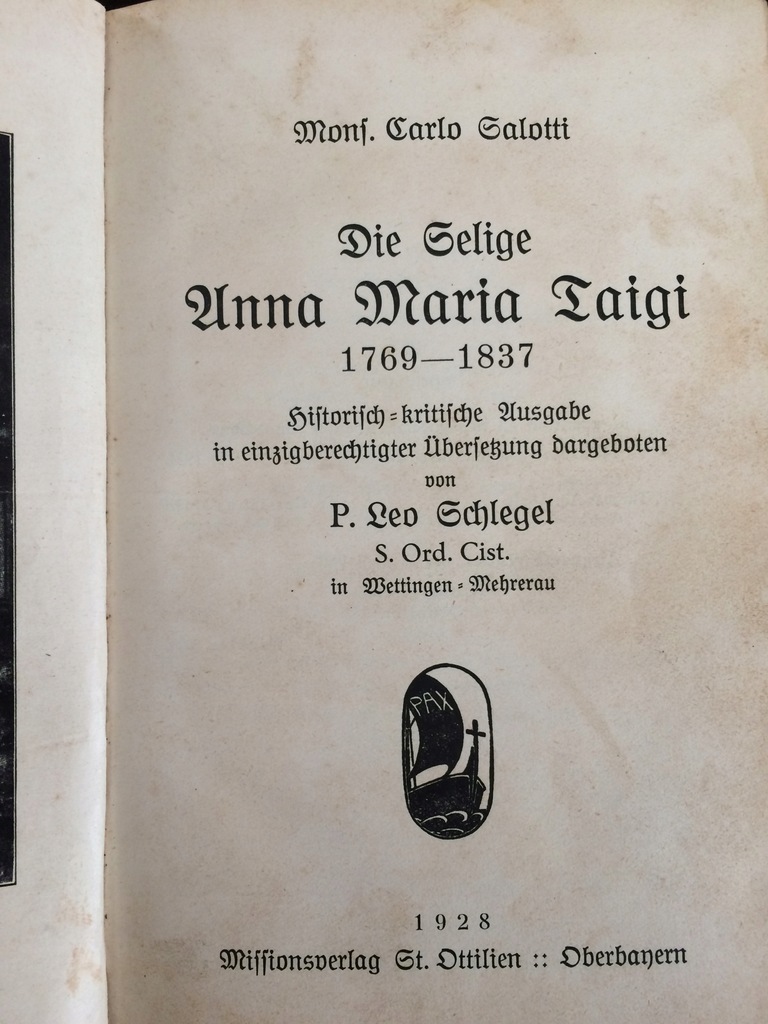 Mons. Carlo Salotti
Die Selige
Anna Maria Taigi
1769—1837
Historisch-kritische Ausgabe
in einzigberechtigter Übersetzung dargeboten
von
P. Leo Schlegel
S. Ord. Cist.
in Wettingen-Mehrerau
PAX
1928
Missionsverlag St. Ottilien :: Oberbayern